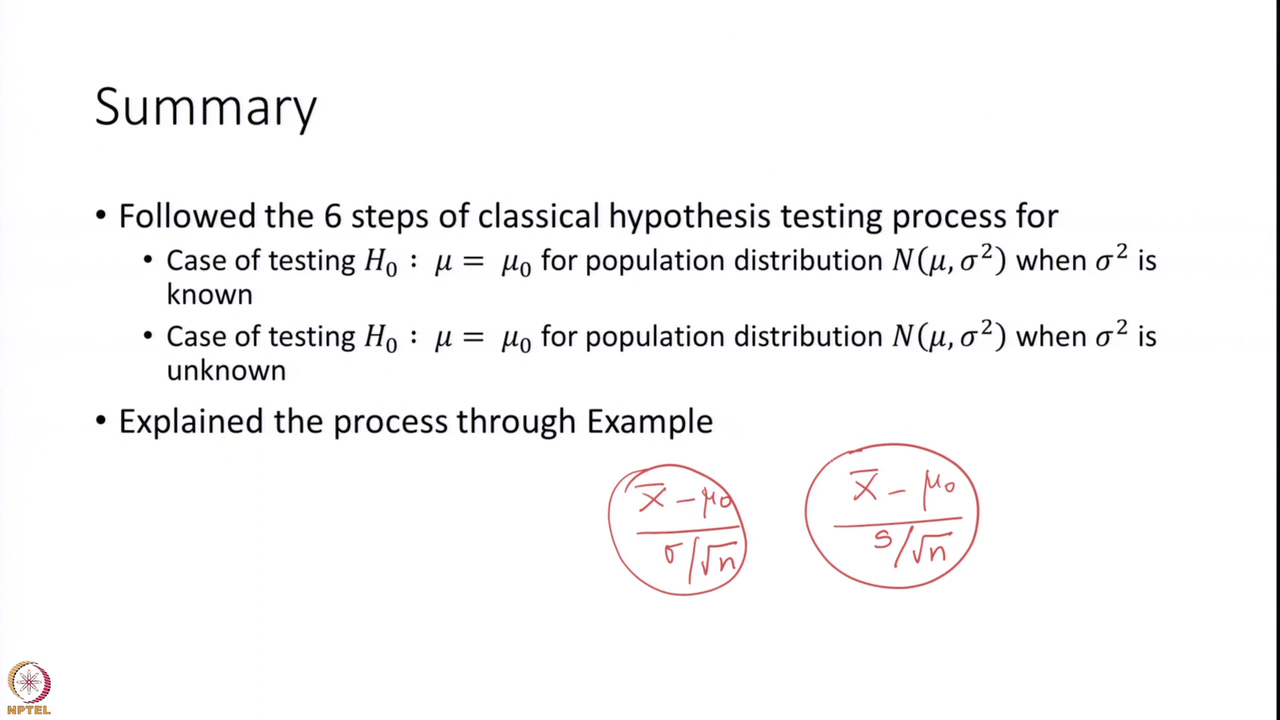 Summary
• Followed the 6 steps of classical hypothesis testing process for
• Case of testing H₀ : μ = μ₀ for population distribution N(μ, σ²) when σ² is
known
• Case of testing H₀ : μ = μ₀ for population distribution N(μ, σ²) when σ² is
unknown
• Explained the process through Example
X̄ – μ₀
σ/√n
X̄ – μ₀
s/√n
NPTEL